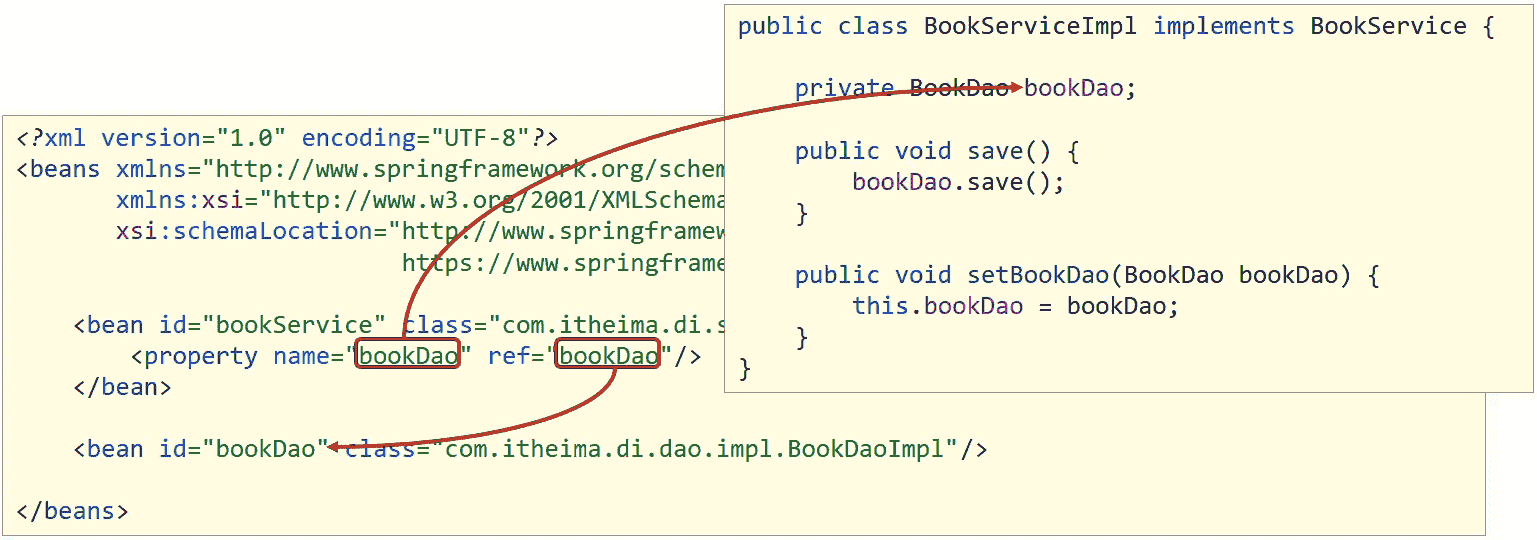 public class BookServiceImpl implements BookService {
private BookDao bookDao;
public void save() {
bookDao.save();
}
public void setBookDao(BookDao bookDao) {
this.bookDao = bookDao;
}
}
<?xml version="1.0" encoding="UTF-8"?>
<beans xmlns="http://www.springframework.org/schem
xmlns:xsi="http://www.w3.org/2001/XMLSchema
xsi:schemaLocation="http://www.springframew
https://www.springframe
<bean id="bookService" class="com.itheima.di.s
<property name="bookDao" ref="bookDao"/>
</bean>
<bean id="bookDao" class="com.itheima.di.dao.impl.BookDaoImpl"/>
</beans>